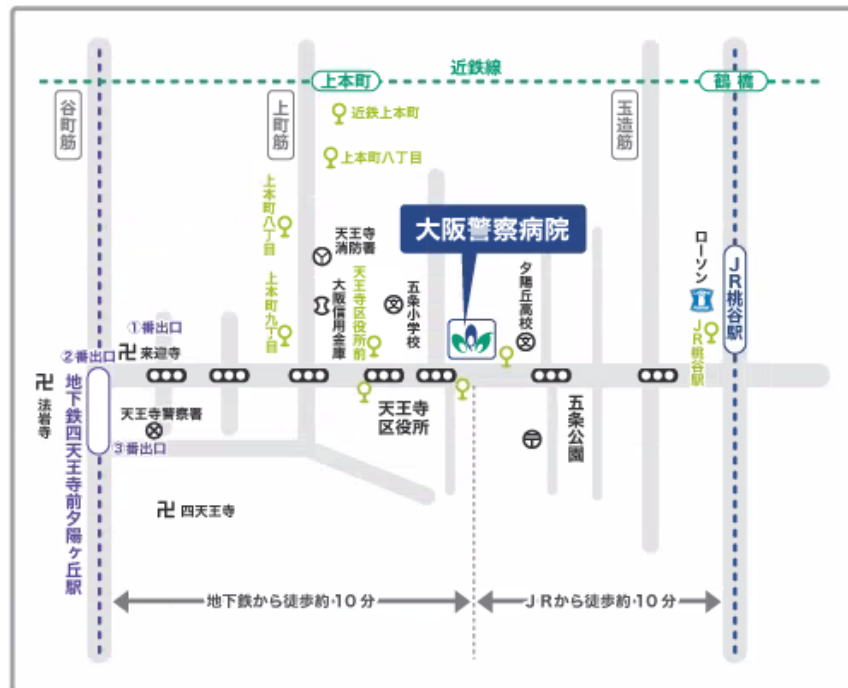 近鉄線
上本町
鶴橋
谷町筋
上町筋
玉造筋
近鉄上本町
上本町八丁目
上本町八丁目
大阪警察病院
天王寺
消防署
ローソン
JR桃谷駅
上本町九丁目
大阪信用金庫
天王寺区役所前
五条小学校
夕陽丘高校
JR桃谷駅
①番出口
②番出口
卍 来迎寺
卍
法岩寺
地下鉄四天王寺前夕陽ヶ丘駅
天王寺警察署
③番出口
天王寺
区役所
五条公園
卍 四天王寺
地下鉄から徒歩約・10分
JRから徒歩約・10分